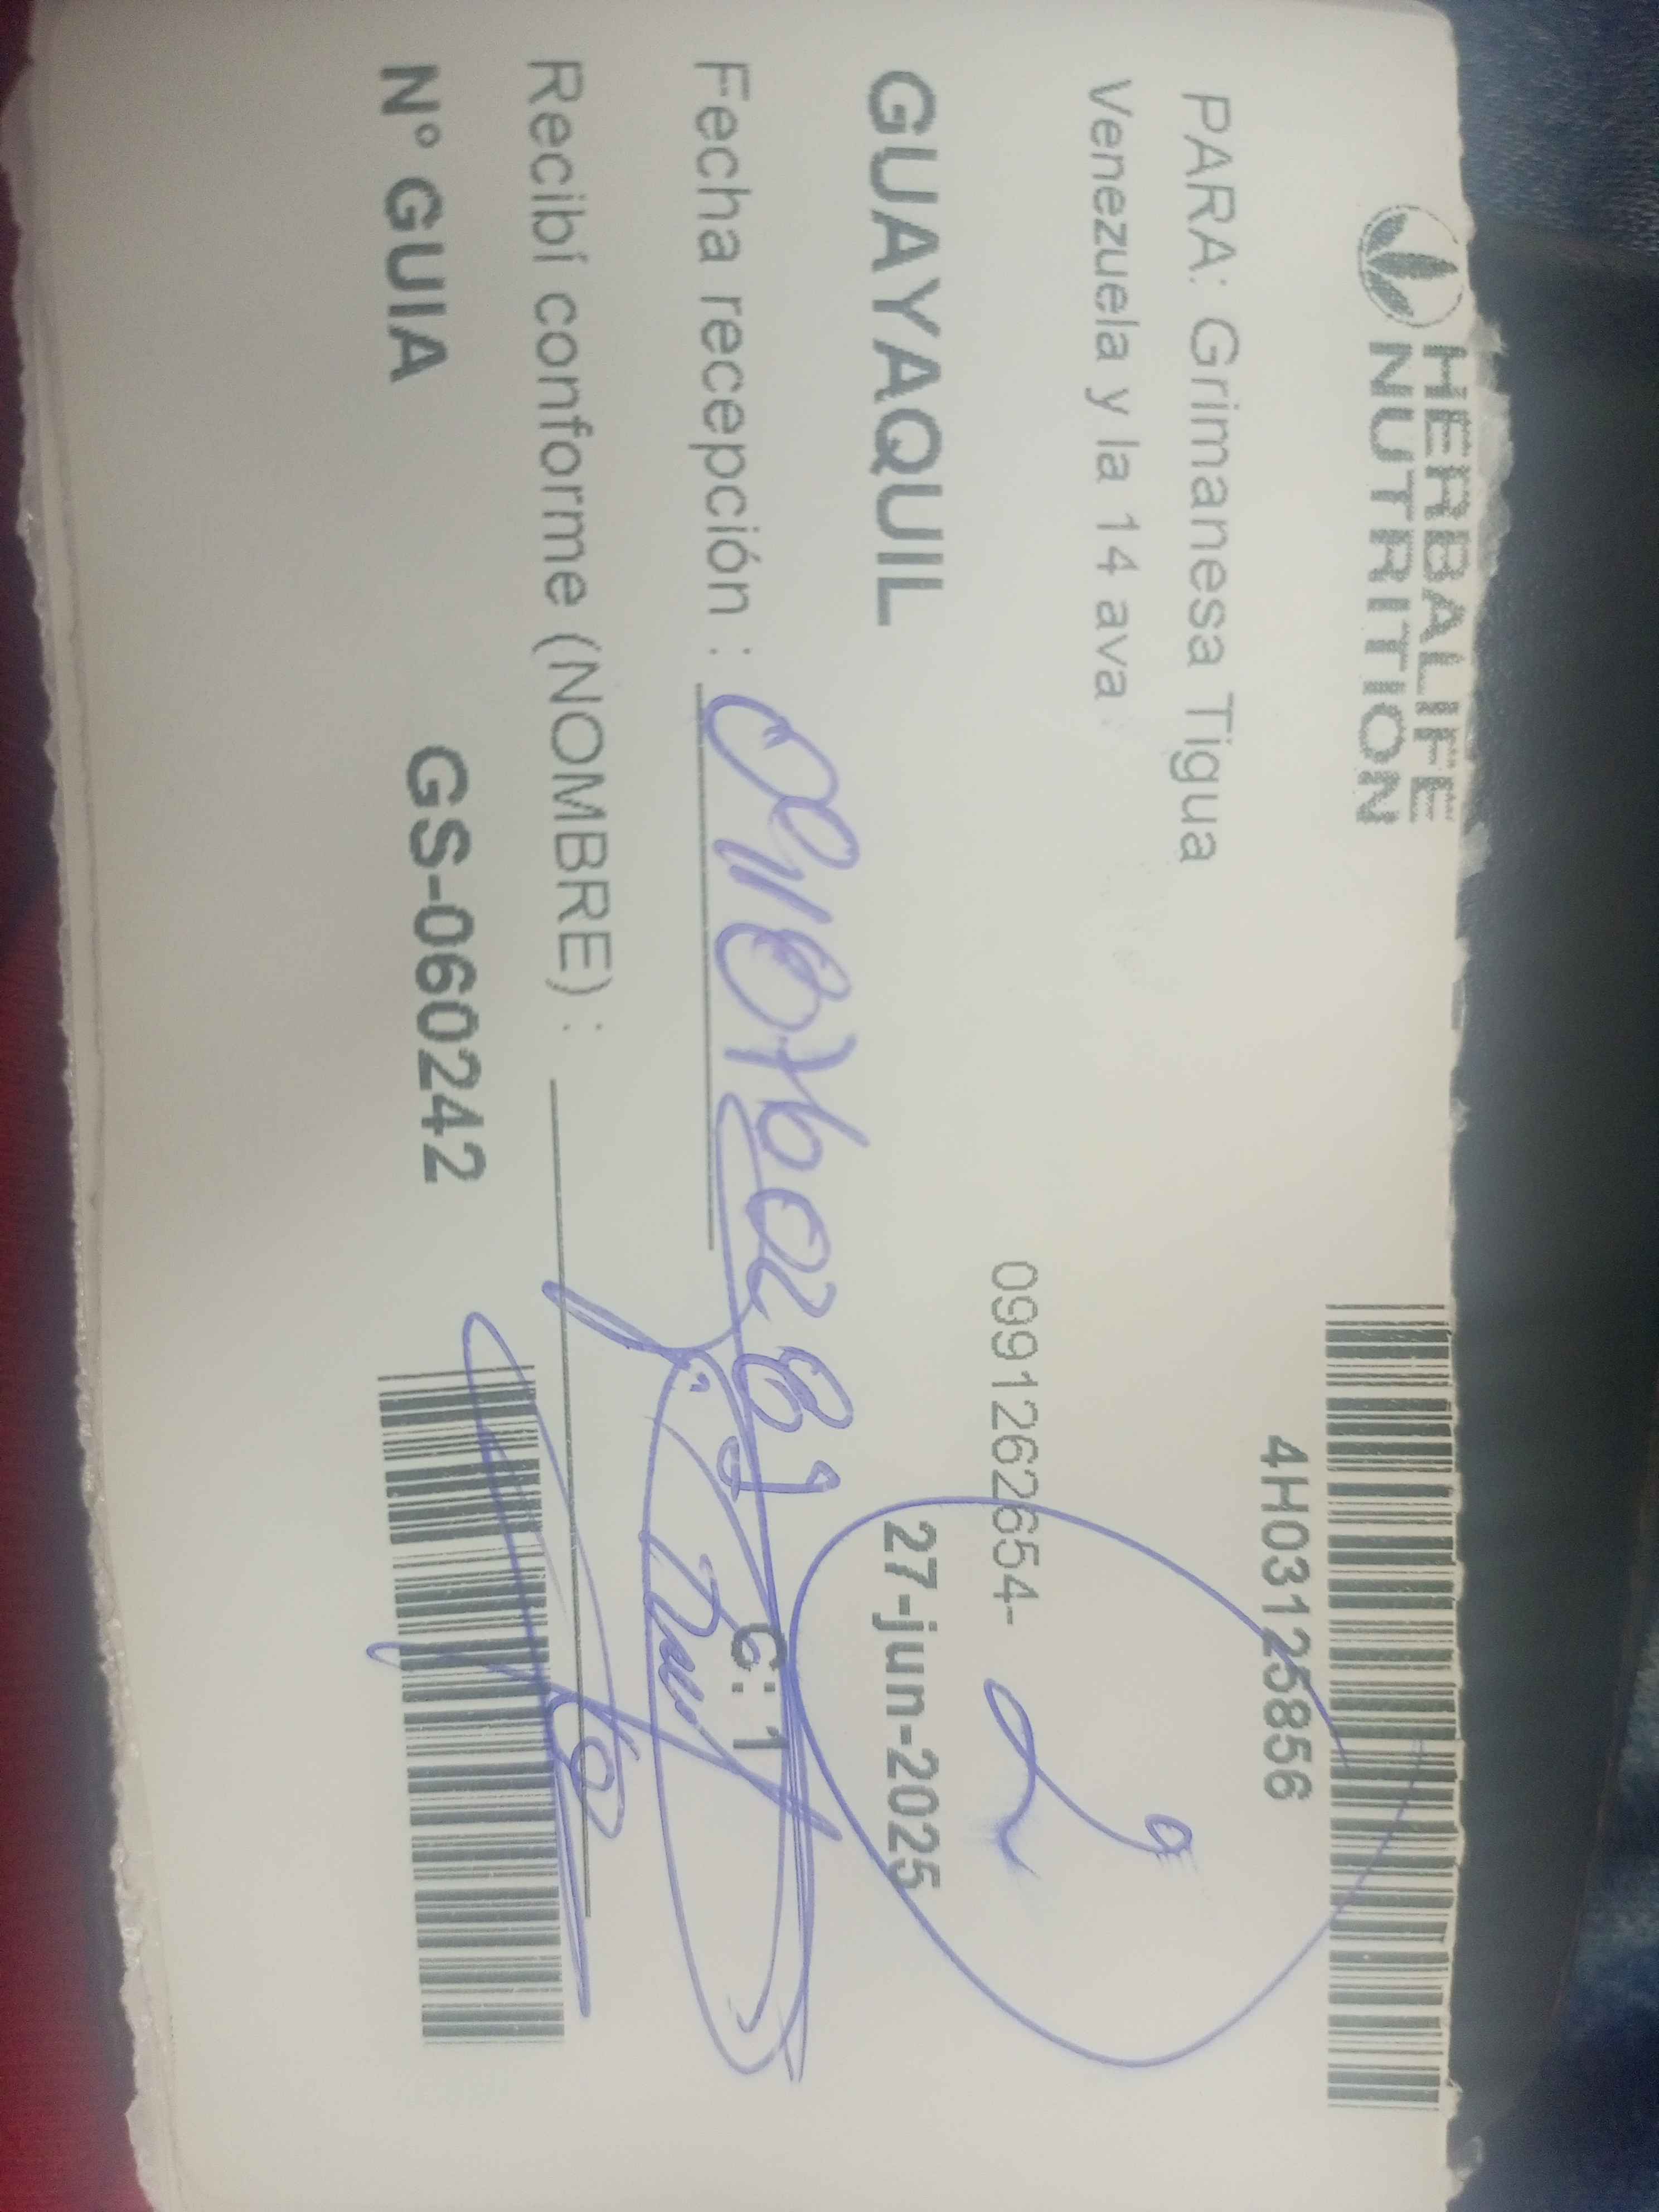 HERBALIFE
NUTRITION
4H03125856
PARA: Grimanesa Tigua
Venezuela y la 14 ava
0991262654-
2
GUAYAQUIL
27-jun-2025
Fecha recepción :
C: 1
Recibí conforme (NOMBRE) :
N° GUIA GS-060242